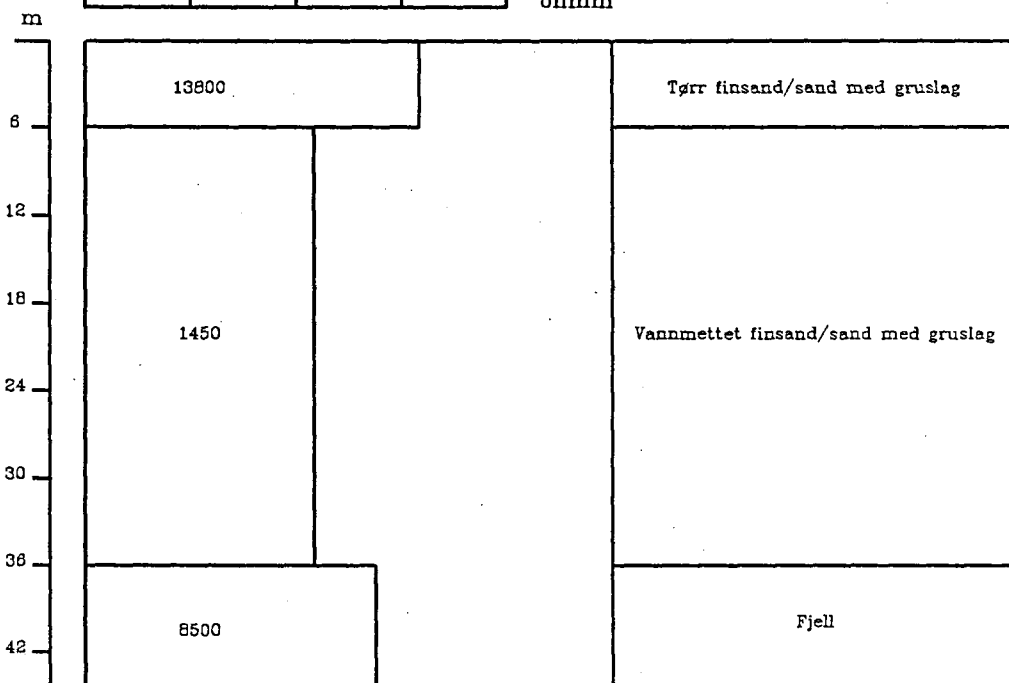 ohmm
m
13800
Tørr finsand/sand med gruslag
6
12
18
1450
Vannmettet finsand/sand med gruslag
24
30
36
8500
Fjell
42